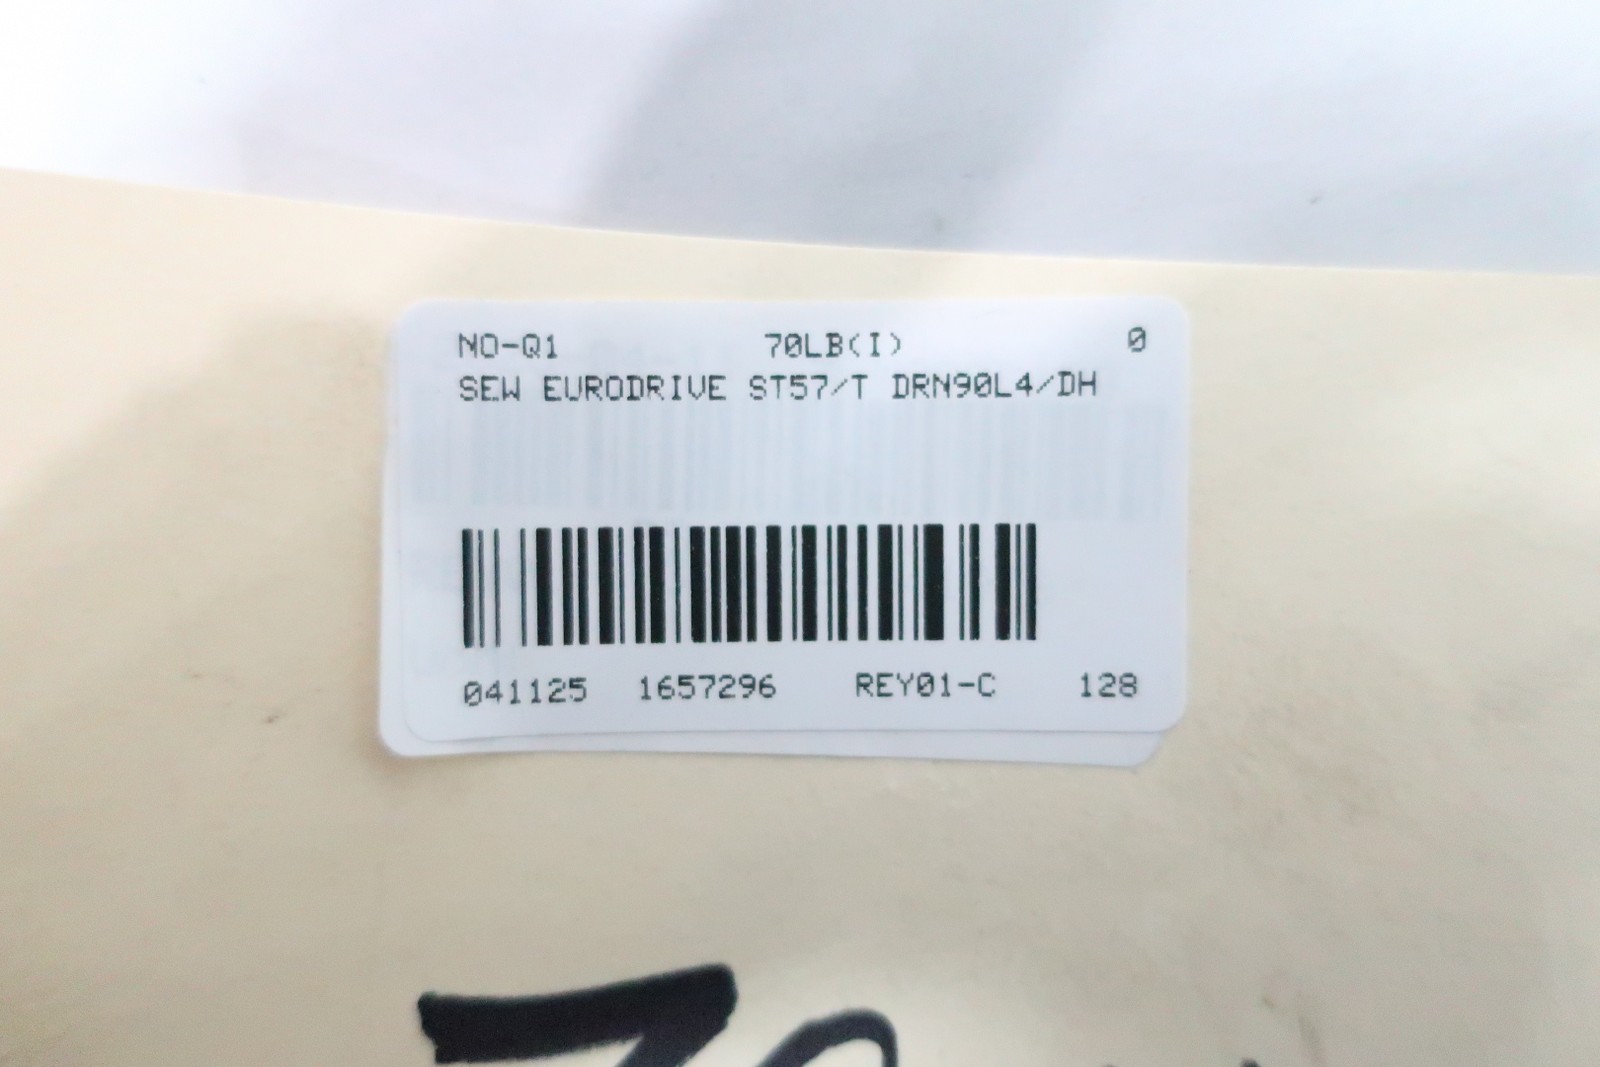 NO-Q1 70LB(I) 0
SEW EURODRIVE ST57/T DRN90L4/DH
041125 1657296 REY01-C 128